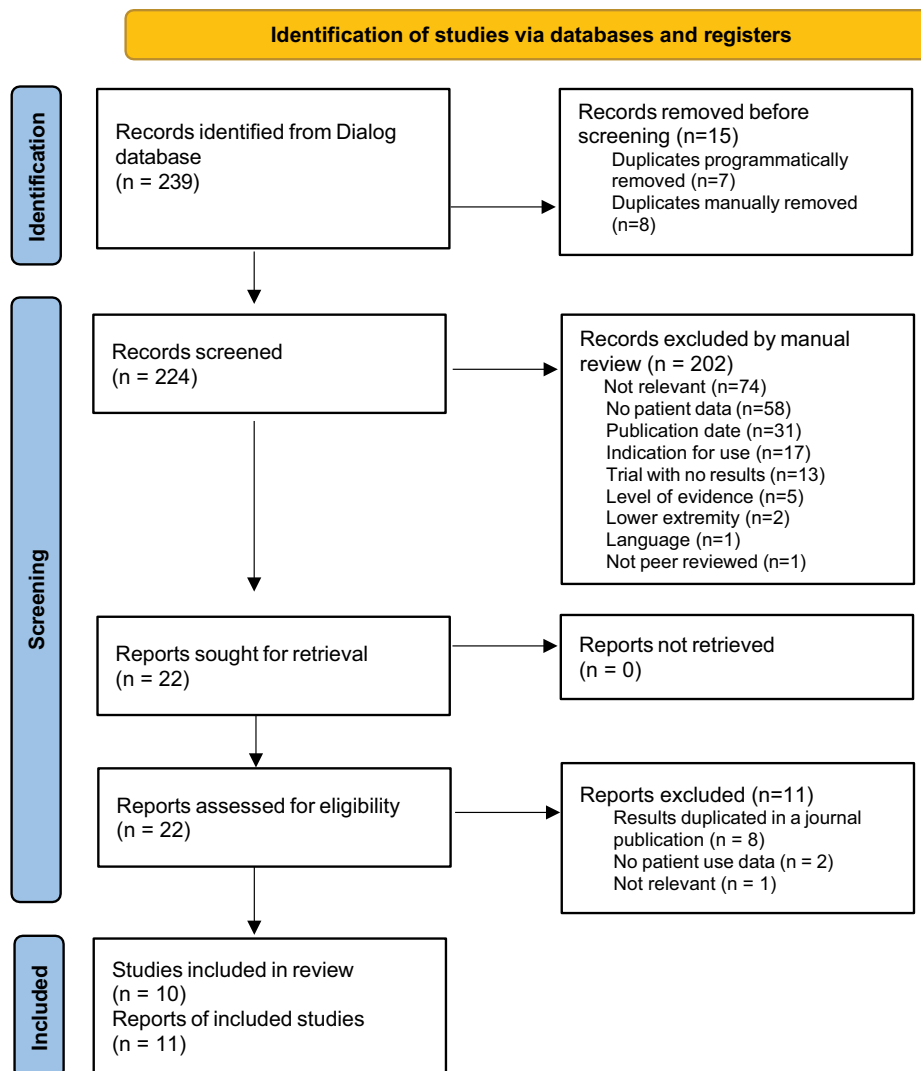 Identification of studies via databases and registers
Identification
Records identified from Dialog
database
(n = 239)
Records removed before
screening (n=15)
Duplicates programmatically
removed (n=7)
Duplicates manually removed
(n=8)
Screening
Records screened
(n = 224)
Records excluded by manual
review (n = 202)
Not relevant (n=74)
No patient data (n=58)
Publication date (n=31)
Indication for use (n=17)
Trial with no results (n=13)
Level of evidence (n=5)
Lower extremity (n=2)
Language (n=1)
Not peer reviewed (n=1)
Reports sought for retrieval
(n = 22)
Reports not retrieved
(n = 0)
Reports assessed for eligibility
(n = 22)
Reports excluded (n=11)
Results duplicated in a journal
publication (n = 8)
No patient use data (n = 2)
Not relevant (n = 1)
Included
Studies included in review
(n = 10)
Reports of included studies
(n = 11)